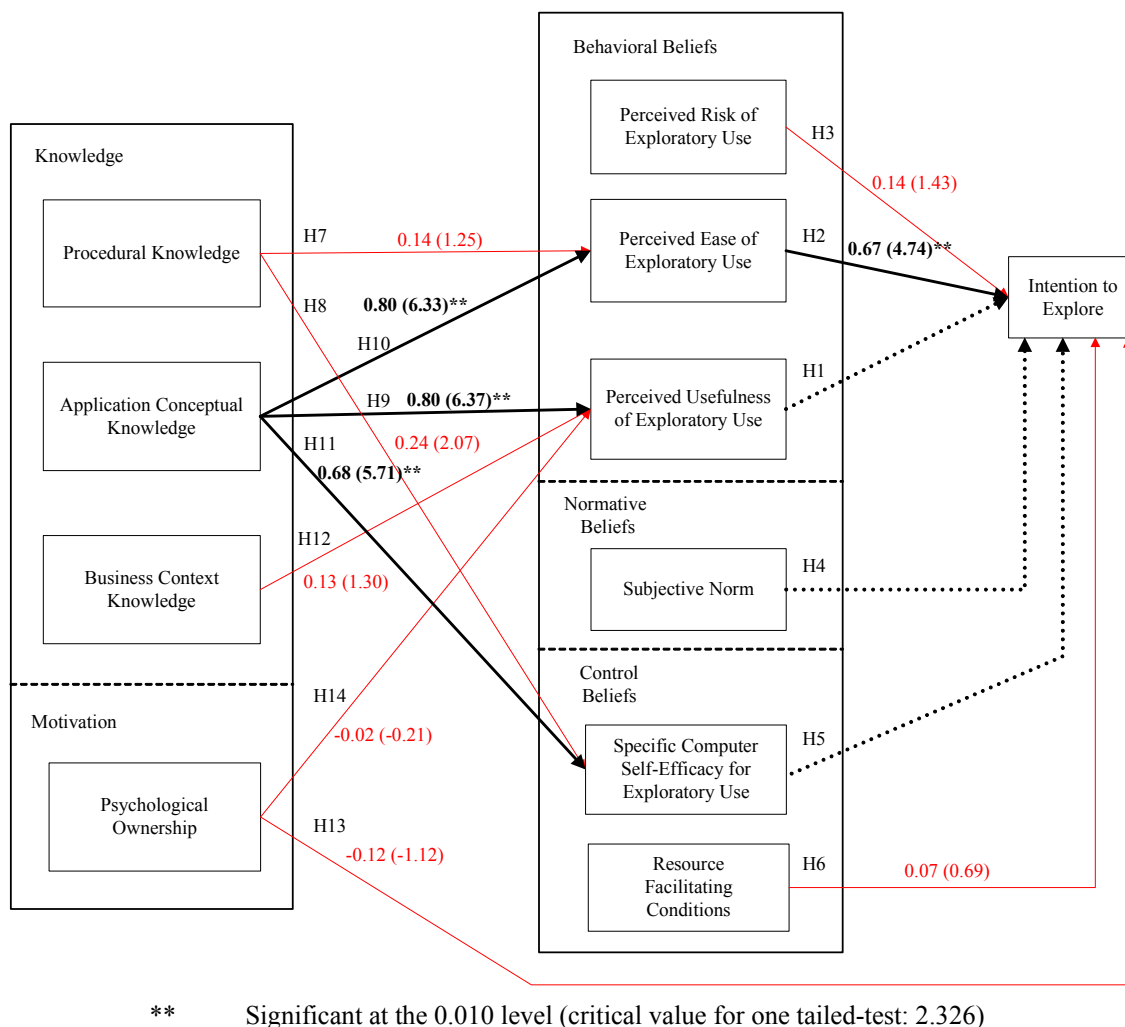 Behavioral Beliefs
Perceived Risk of
Exploratory Use
H3
Knowledge
0.14 (1.43)
Procedural Knowledge
H7
0.14 (1.25)
Perceived Ease of
Exploratory Use
H2
0.67 (4.74)**
Intention to
Explore
H8
0.80 (6.33)**
H10
Application Conceptual
Knowledge
H9
0.80 (6.37)**
Perceived Usefulness
of Exploratory Use
H1
H11
0.24 (2.07)
0.68 (5.71)**
Normative
Beliefs
H12
Business Context
Knowledge
0.13 (1.30)
Subjective Norm
H4
Control
Beliefs
H14
Motivation
-0.02 (-0.21)
Specific Computer
Self-Efficacy for
Exploratory Use
H5
Psychological
Ownership
H13
-0.12 (-1.12)
Resource
Facilitating
Conditions
H6
0.07 (0.69)
** Significant at the 0.010 level (critical value for one tailed-test: 2.326)